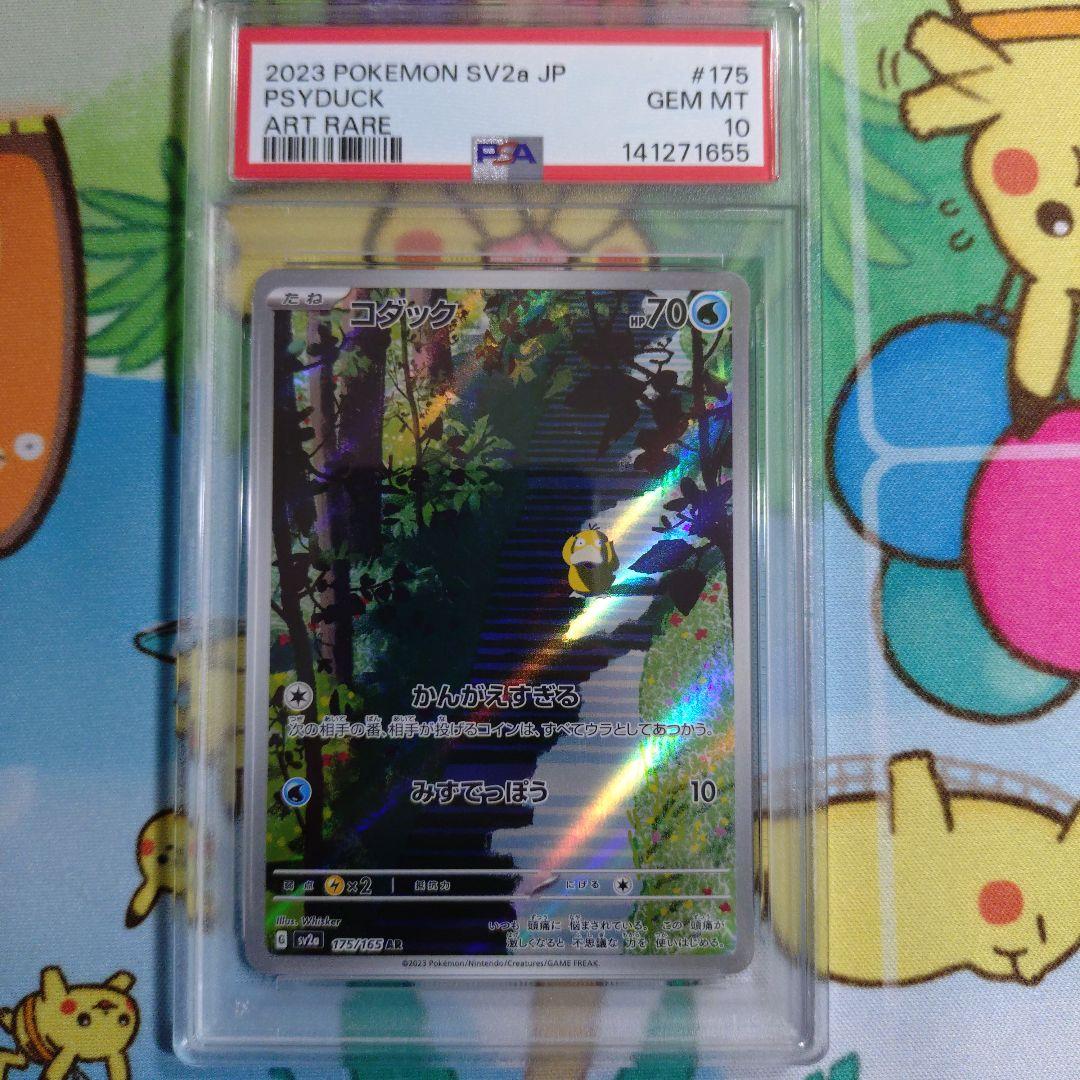 2023 POKEMON SV2a JP #175
PSYDUCK GEM MT
ART RARE 10
PSA 141271655
たね コダック HP70
かんがえすぎる
次の相手の番、相手が投げるコインは、すべてウラとしてあつかう。
みずでっぽう 10
弱点 ×2 抵抗力 にげる
Illus. Whisker
いつも 頭痛に 悩まされている。 この 頭痛が
激しくなると 不思議な 力を 使いはじめる。
G SV2a 175/165 AR
©2023 Pokémon/Nintendo/Creatures/GAME FREAK.